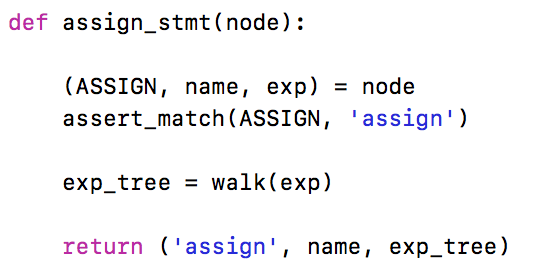 def assign_stmt(node):
    (ASSIGN, name, exp) = node
    assert_match(ASSIGN, 'assign')
    exp_tree = walk(exp)
    return ('assign', name, exp_tree)